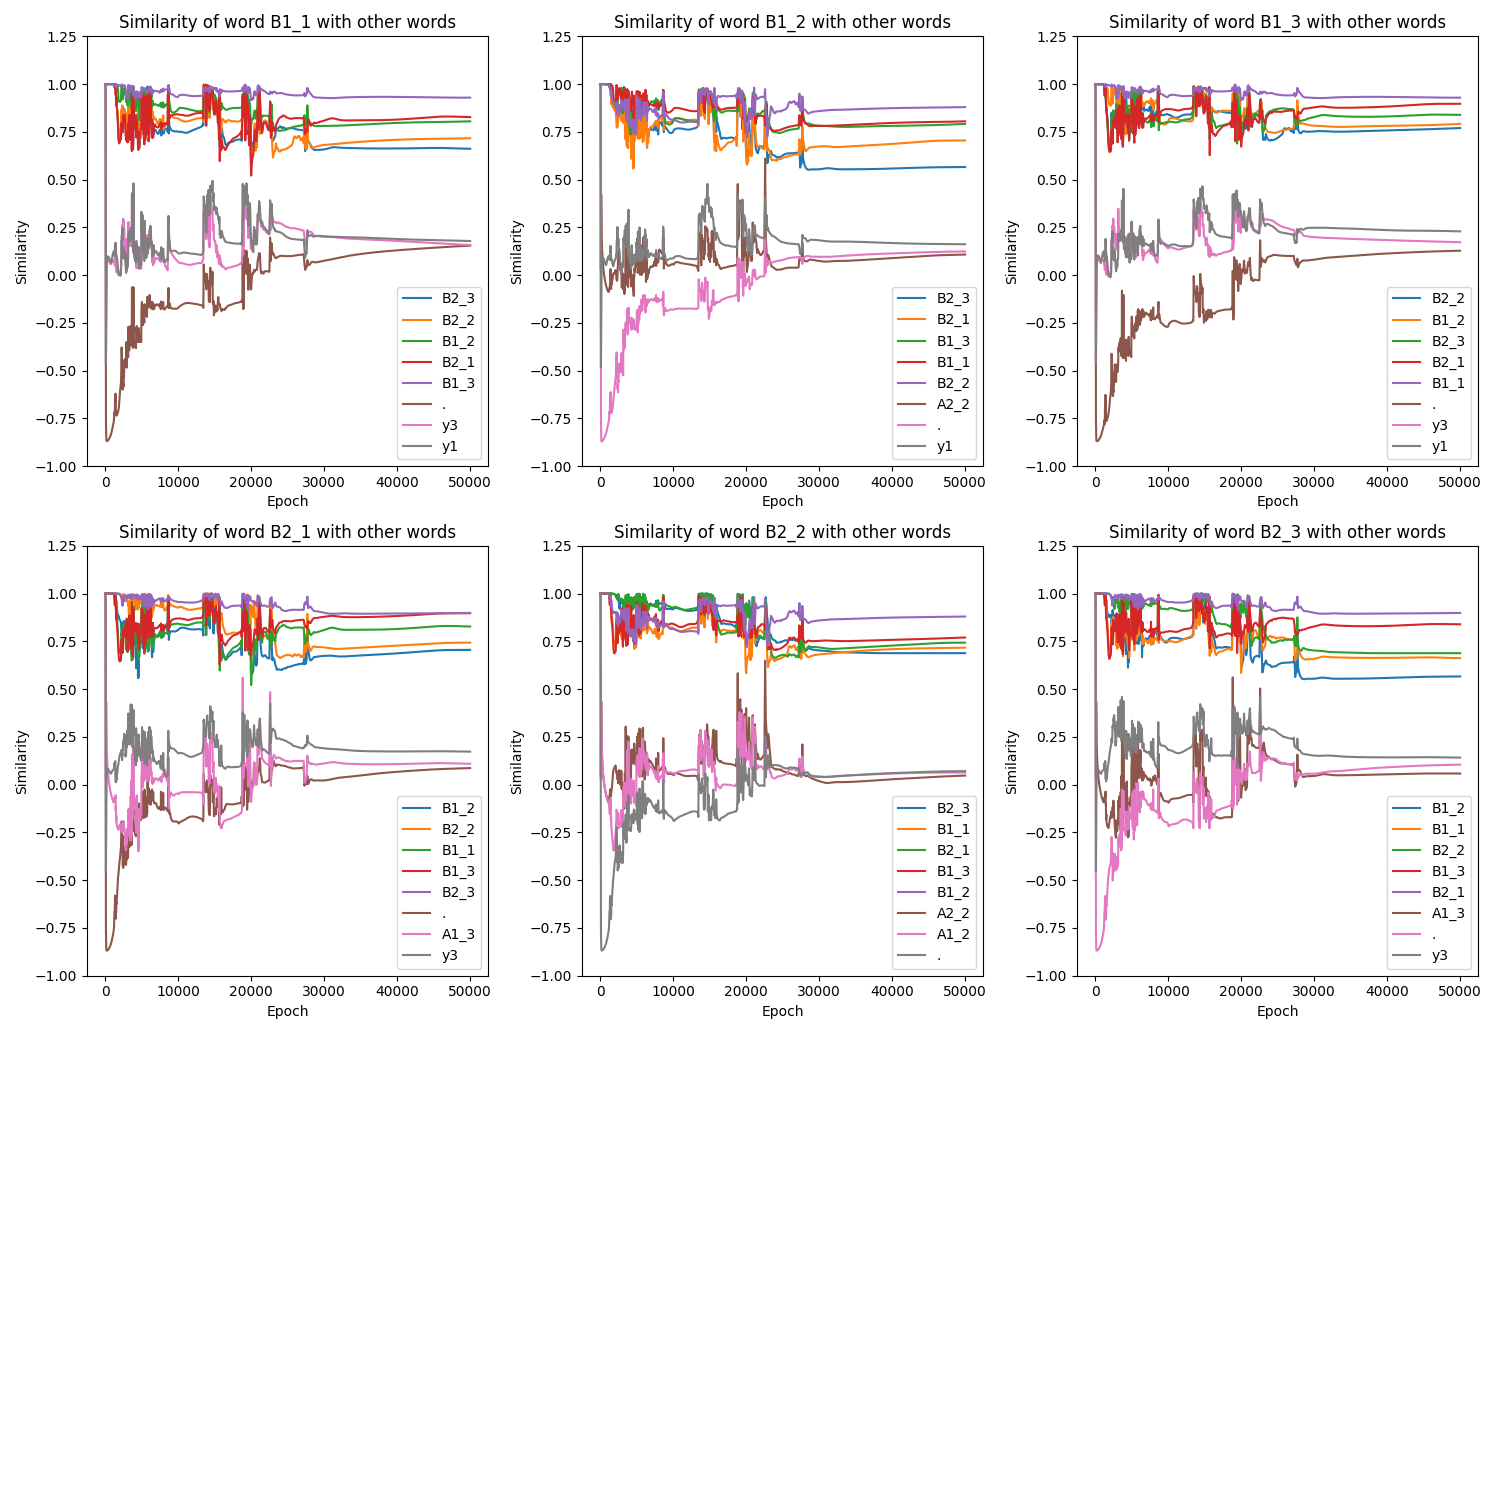 Similarity of word B1_1 with other words
1.25
1.00
0.75
0.50
0.25
0.00
−0.25
−0.50
−0.75
−1.00
Similarity
0 10000 20000 30000 40000 50000
Epoch
B2_3
B2_2
B1_2
B2_1
B1_3
.
y3
y1
Similarity of word B1_2 with other words
1.25
1.00
0.75
0.50
0.25
0.00
−0.25
−0.50
−0.75
−1.00
Similarity
0 10000 20000 30000 40000 50000
Epoch
B2_3
B2_1
B1_3
B1_1
B2_2
A2_2
.
y1
Similarity of word B1_3 with other words
1.25
1.00
0.75
0.50
0.25
0.00
−0.25
−0.50
−0.75
−1.00
Similarity
0 10000 20000 30000 40000 50000
Epoch
B2_2
B1_2
B2_3
B2_1
B1_1
.
y3
y1
Similarity of word B2_1 with other words
1.25
1.00
0.75
0.50
0.25
0.00
−0.25
−0.50
−0.75
−1.00
Similarity
0 10000 20000 30000 40000 50000
Epoch
B1_2
B2_2
B1_1
B1_3
B2_3
.
A1_3
y3
Similarity of word B2_2 with other words
1.25
1.00
0.75
0.50
0.25
0.00
−0.25
−0.50
−0.75
−1.00
Similarity
0 10000 20000 30000 40000 50000
Epoch
B2_3
B1_1
B2_1
B1_3
B1_2
A2_2
A1_2
.
Similarity of word B2_3 with other words
1.25
1.00
0.75
0.50
0.25
0.00
−0.25
−0.50
−0.75
−1.00
Similarity
0 10000 20000 30000 40000 50000
Epoch
B1_2
B1_1
B2_2
B1_3
B2_1
A1_3
.
y3